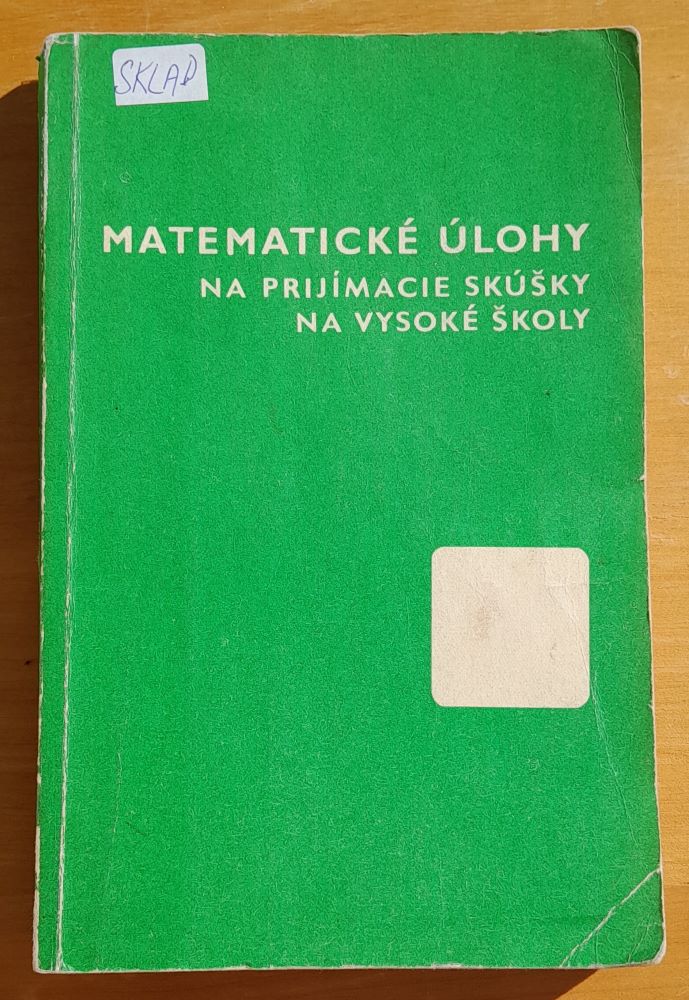 SKLAD
MATEMATICKÉ ÚLOHY
NA PRIJÍMACIE SKÚŠKY
NA VYSOKÉ ŠKOLY